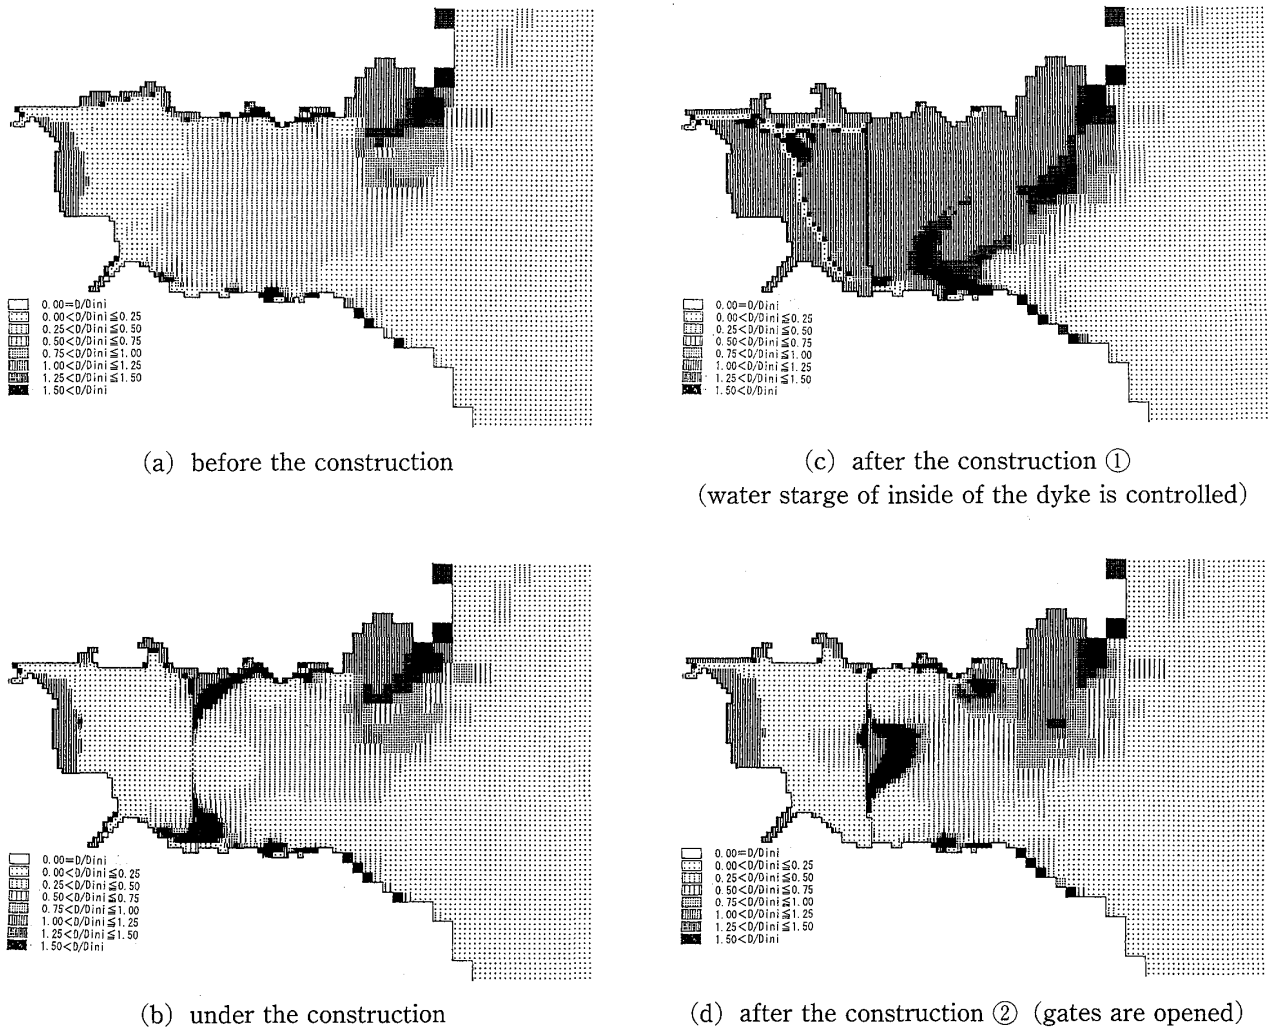 0.00=D/Dini
0.00<D/Dini≦0.25
0.25<D/Dini≦0.50
0.50<D/Dini≦0.75
0.75<D/Dini≦1.00
1.00<D/Dini≦1.25
1.25<D/Dini≦1.50
1.50<D/Dini
(a) before the construction
0.00=D/Dini
0.00<D/Dini≦0.25
0.25<D/Dini≦0.50
0.50<D/Dini≦0.75
0.75<D/Dini≦1.00
1.00<D/Dini≦1.25
1.25<D/Dini≦1.50
1.50<D/Dini
(c) after the construction ①
(water starge of inside of the dyke is controlled)
0.00=D/Dini
0.00<D/Dini≦0.25
0.25<D/Dini≦0.50
0.50<D/Dini≦0.75
0.75<D/Dini≦1.00
1.00<D/Dini≦1.25
1.25<D/Dini≦1.50
1.50<D/Dini
(b) under the construction
0.00=D/Dini
0.00<D/Dini≦0.25
0.25<D/Dini≦0.50
0.50<D/Dini≦0.75
0.75<D/Dini≦1.00
1.00<D/Dini≦1.25
1.25<D/Dini≦1.50
1.50<D/Dini
(d) after the construction ② (gates are opened)